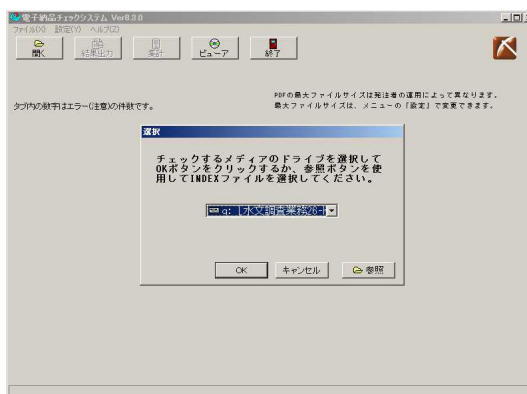 電子納品チェックシステム Ver8.3.0
ファイル(X) 設定(Y) ヘルプ(Z)
開く 結果出力 集計 ビューア 終了
PDFの最大ファイルサイズは発注者の運用によって異なります。
タブ内の数字はエラー(注意)の件数です。
最大ファイルサイズは、メニューの「設定」で変更できます。
選択
チェックするメディアのドライブを選択して
OKボタンをクリックするか、参照ボタンを使
用してINDEXファイルを選択してください。
q: [水文調査業務26-
OK キャンセル 参照